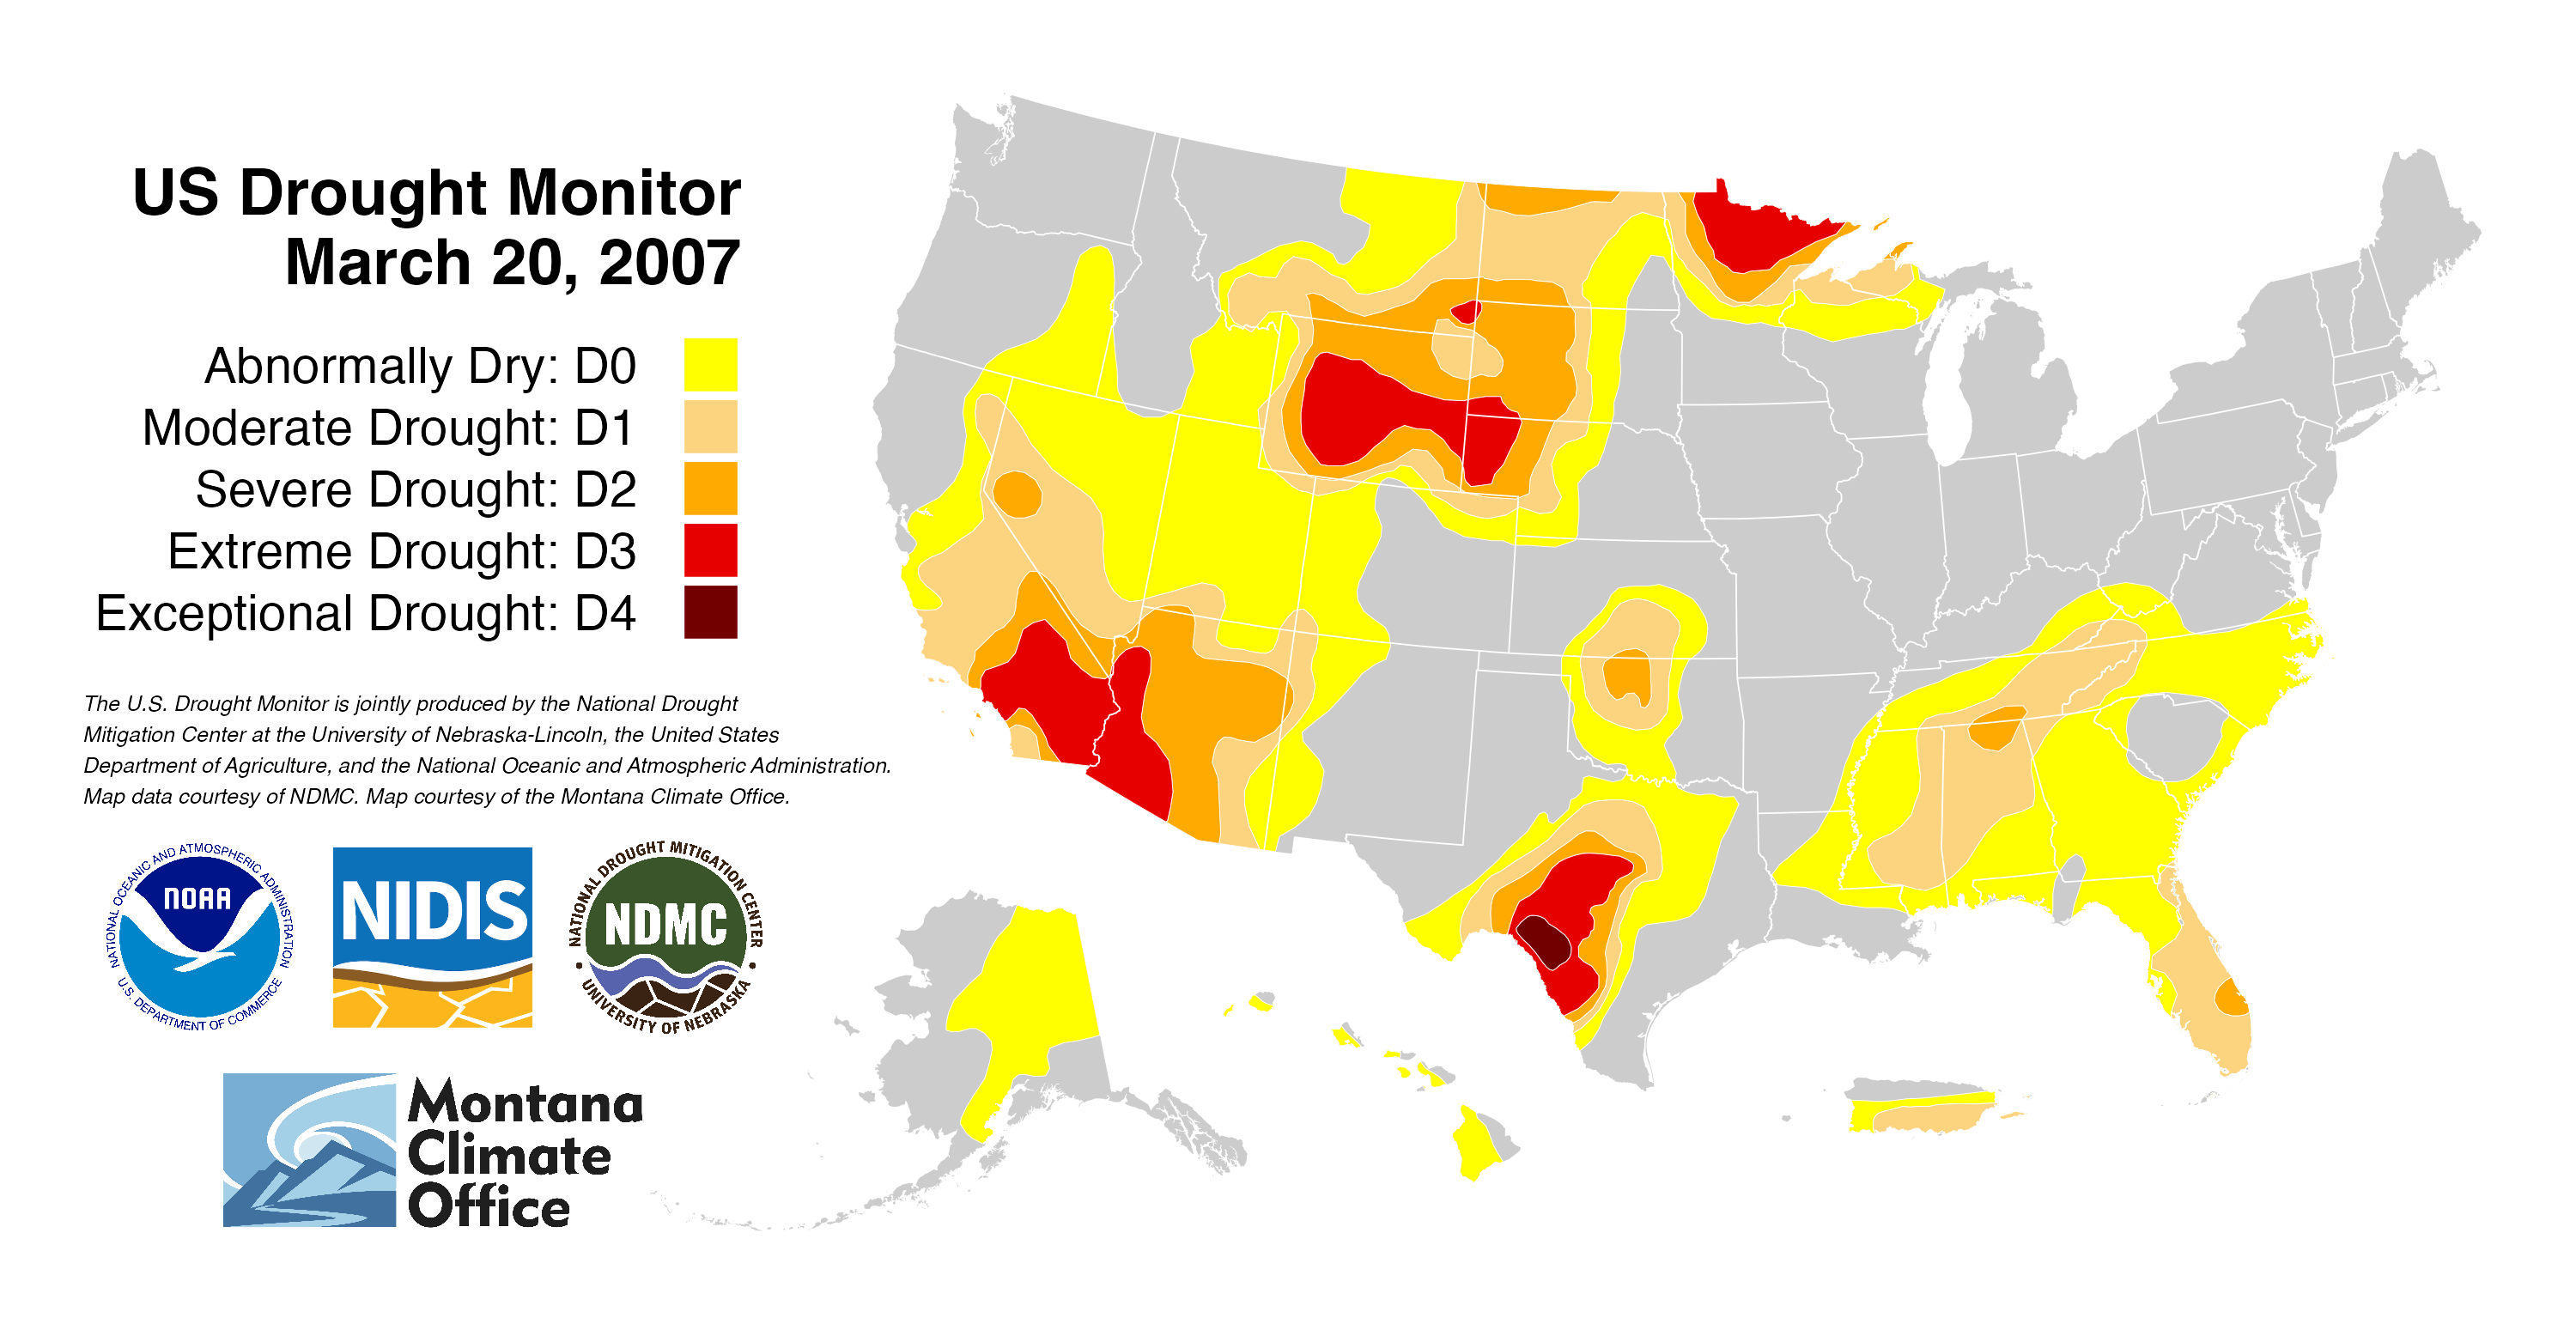 US Drought Monitor
March 20, 2007
Abnormally Dry: D0
Moderate Drought: D1
Severe Drought: D2
Extreme Drought: D3
Exceptional Drought: D4
The U.S. Drought Monitor is jointly produced by the National Drought
Mitigation Center at the University of Nebraska-Lincoln, the United States
Department of Agriculture, and the National Oceanic and Atmospheric Administration.
Map data courtesy of NDMC. Map courtesy of the Montana Climate Office.
NATIONAL OCEANIC AND ATMOSPHERIC ADMINISTRATION
NOAA
U.S. DEPARTMENT OF COMMERCE
NIDIS
NATIONAL DROUGHT MITIGATION CENTER
NDMC
UNIVERSITY OF NEBRASKA
Montana
Climate
Office